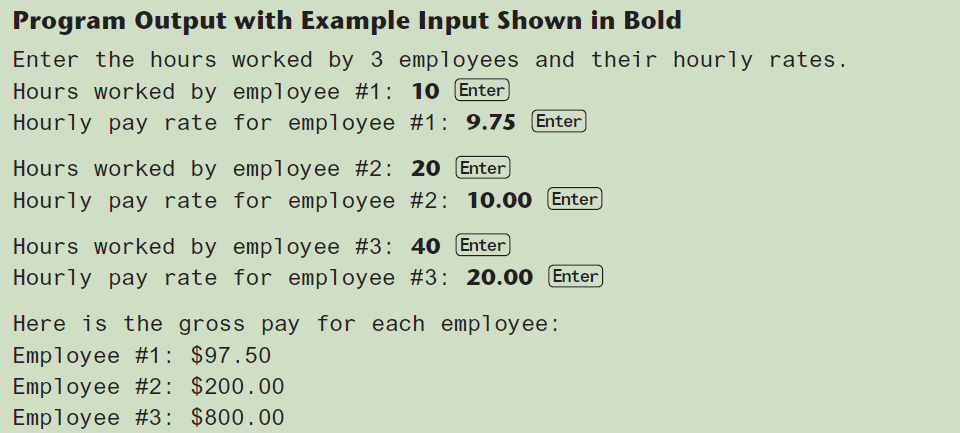 Program Output with Example Input Shown in Bold
Enter the hours worked by 3 employees and their hourly rates.
Hours worked by employee #1: 10 Enter
Hourly pay rate for employee #1: 9.75 Enter
Hours worked by employee #2: 20 Enter
Hourly pay rate for employee #2: 10.00 Enter
Hours worked by employee #3: 40 Enter
Hourly pay rate for employee #3: 20.00 Enter
Here is the gross pay for each employee:
Employee #1: $97.50
Employee #2: $200.00
Employee #3: $800.00